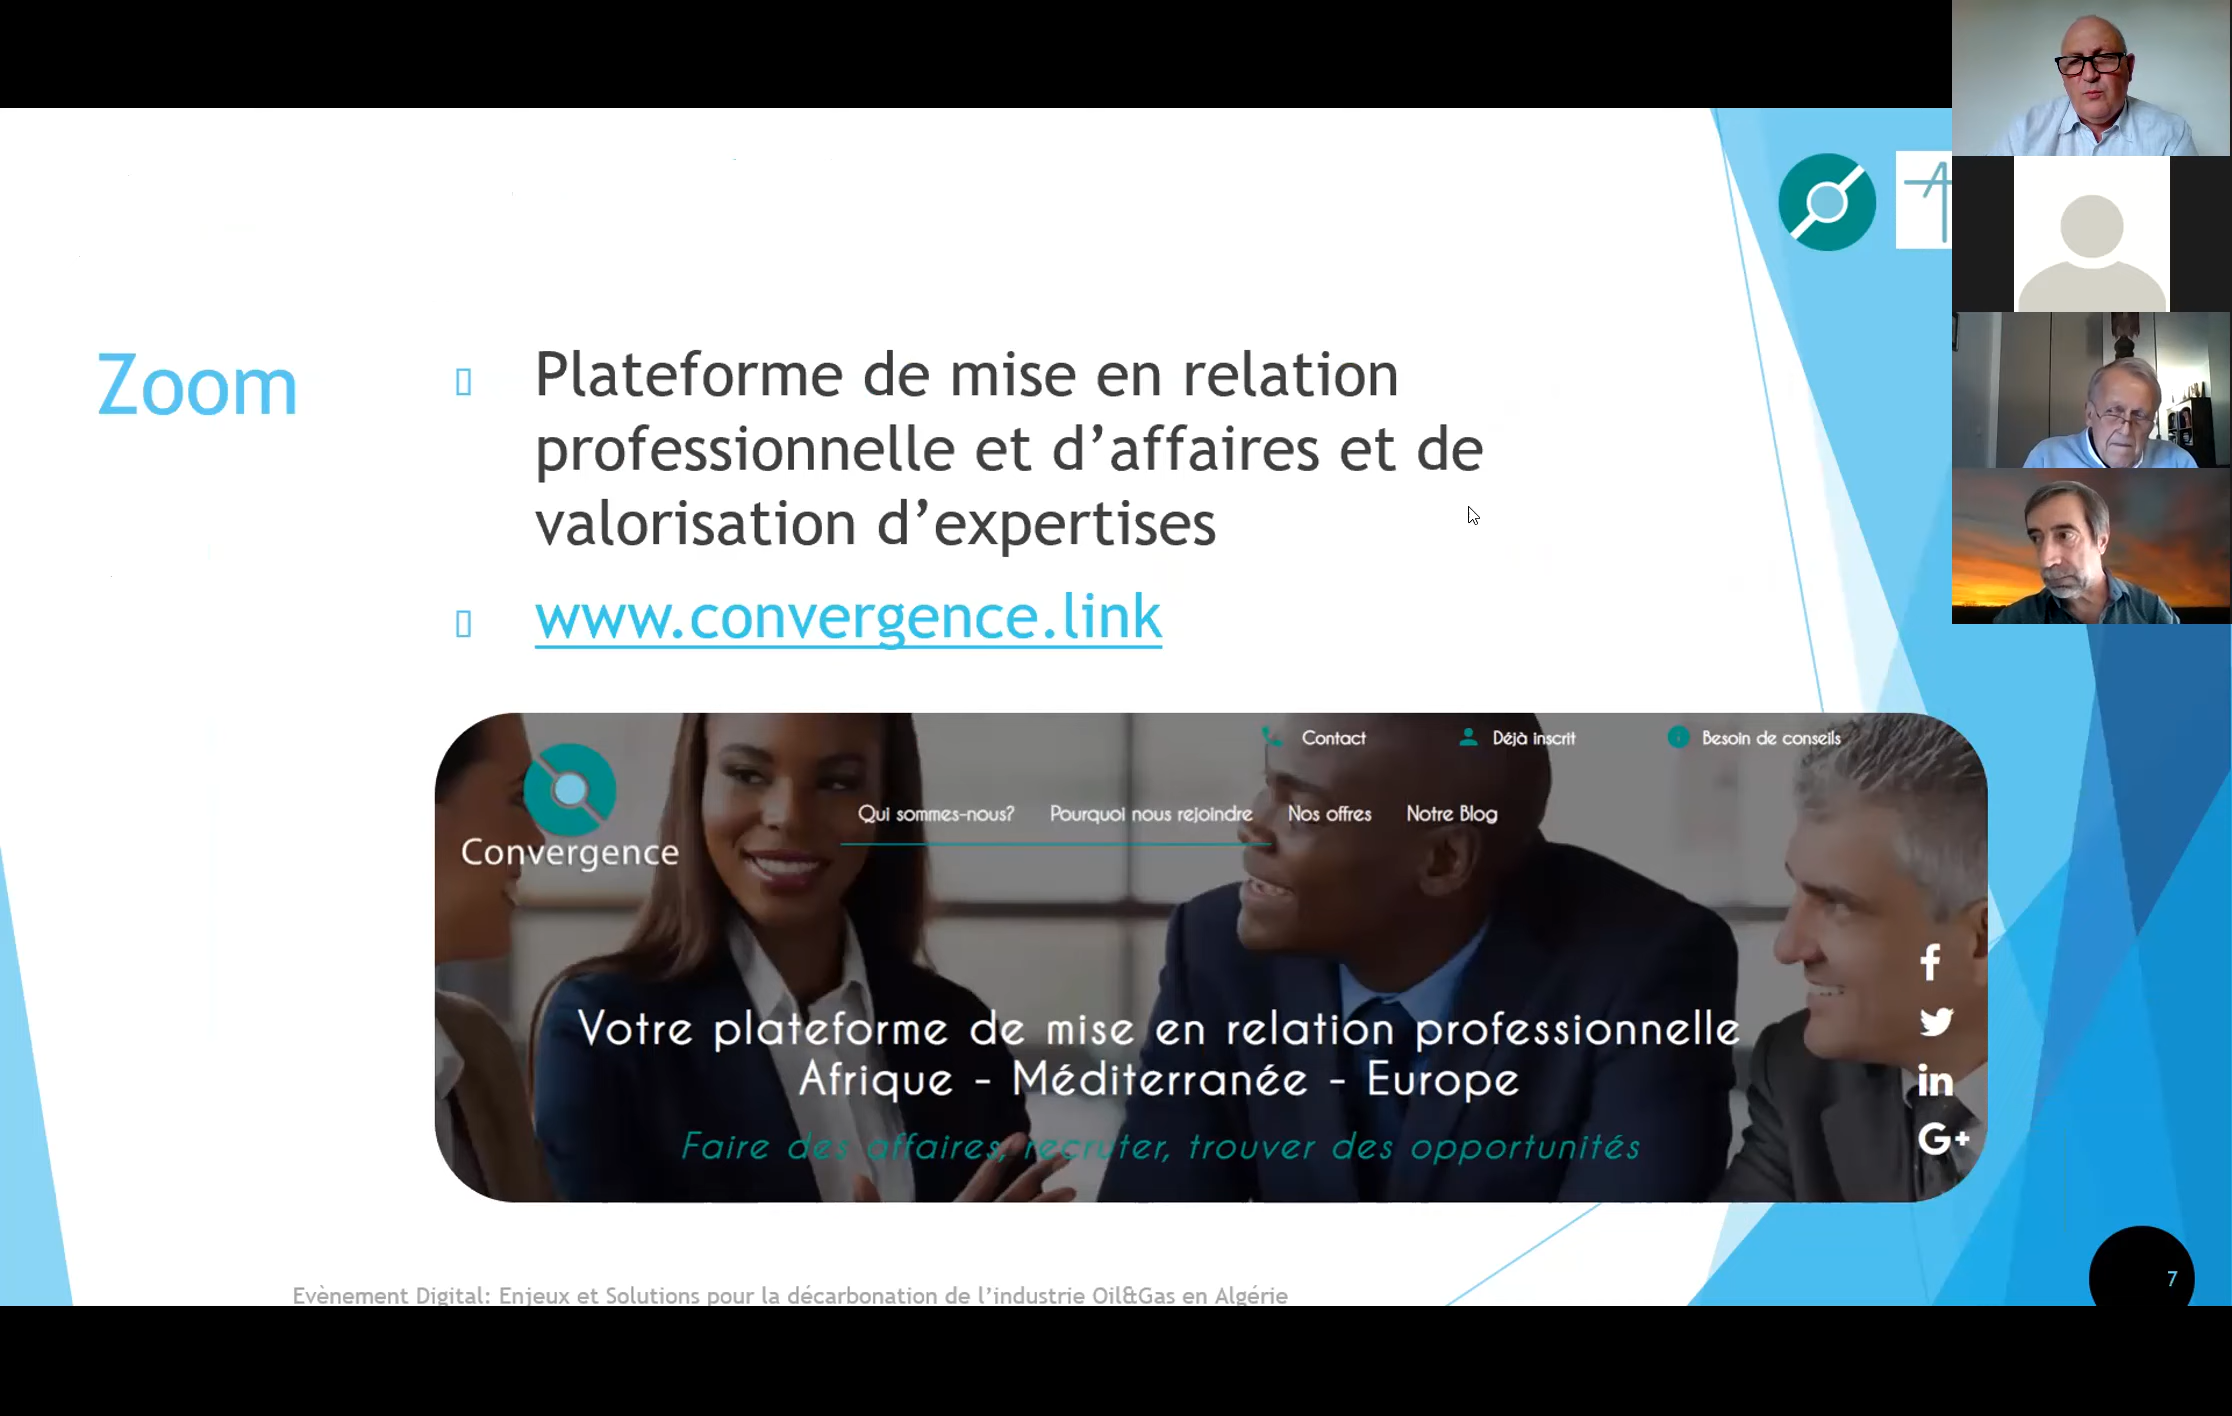 Zoom
Plateforme de mise en relation
professionnelle et d’affaires et de
valorisation d’expertises
www.convergence.link
Contact
Déjà inscrit
Besoin de conseils
Qui sommes-nous?
Pourquoi nous rejoindre
Nos offres
Notre Blog
Convergence
Votre plateforme de mise en relation professionnelle
Afrique - Méditerranée - Europe
Faire des affaires, recruter, trouver des opportunités
f
in
G+
Evènement Digital: Enjeux et Solutions pour la décarbonation de l’industrie Oil&Gas en Algérie
7